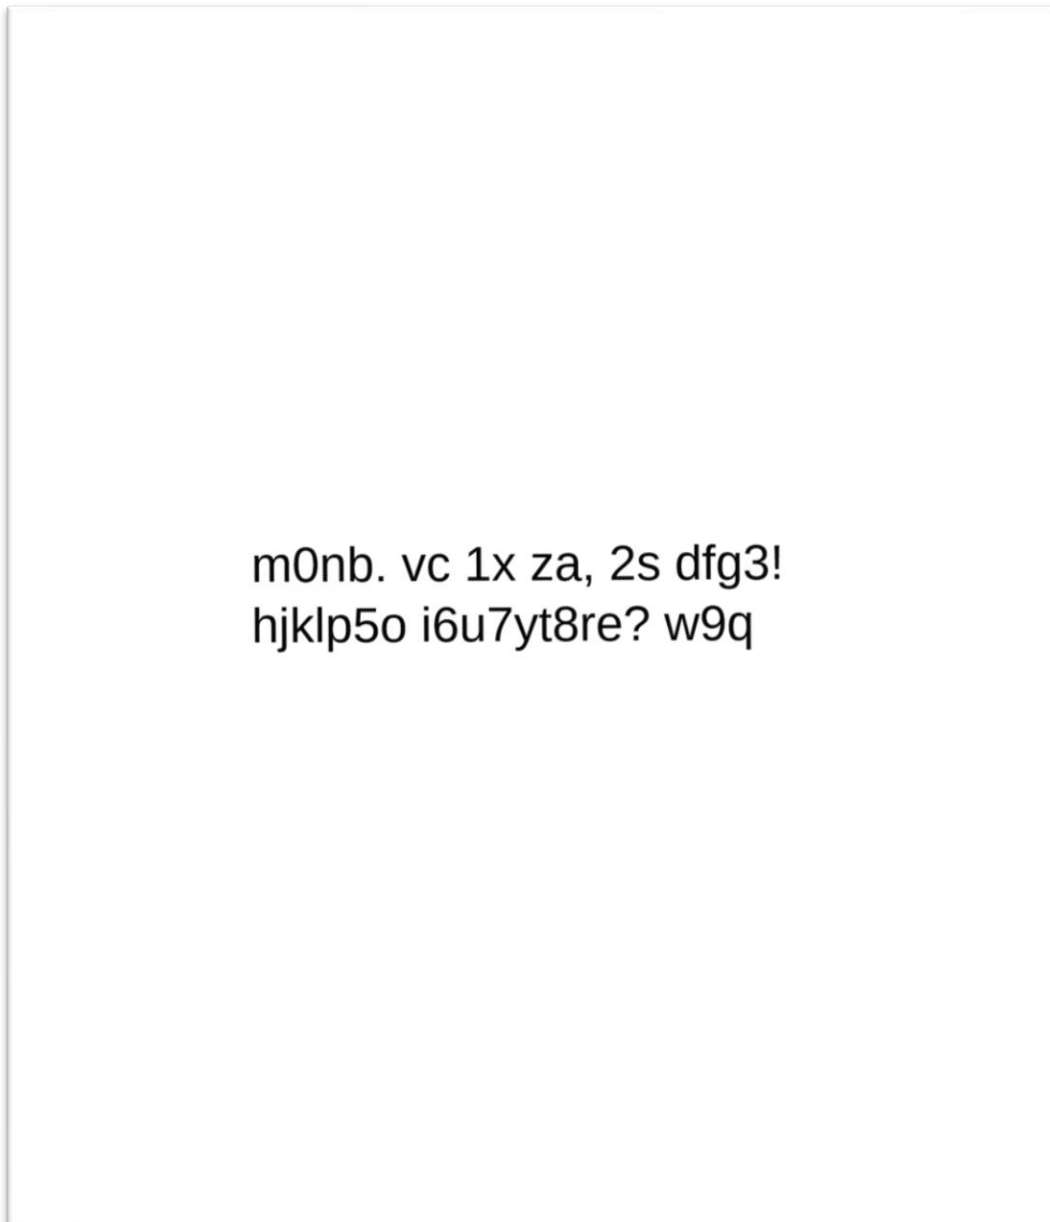 m0nb. vc 1x za, 2s dfg3!
hjklp5o i6u7yt8re? w9q